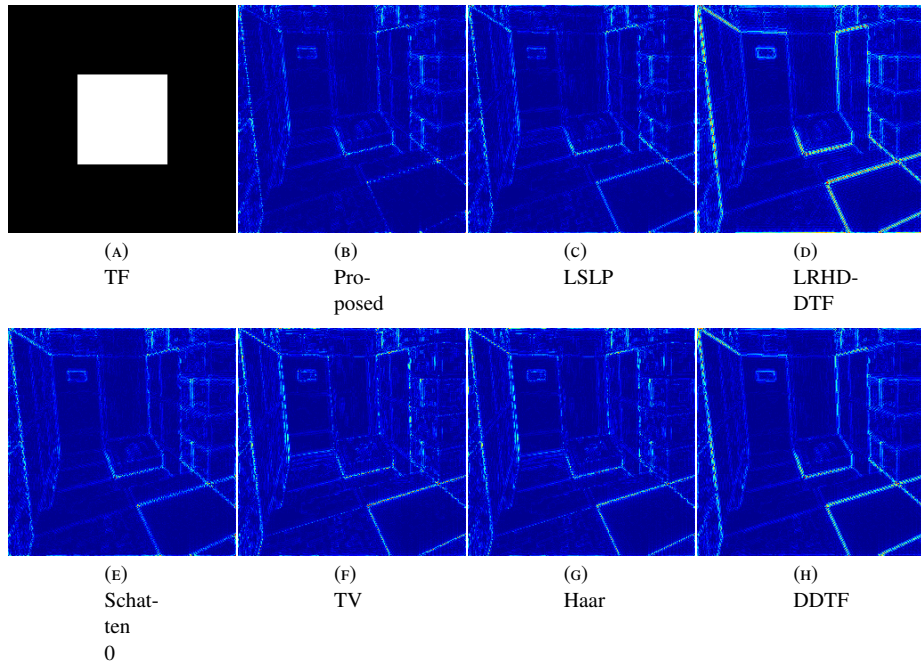 (A)
TF
(B)
Pro-
posed
(C)
LSLP
(D)
LRHD-
DTF
(E)
Schat-
ten
0
(F)
TV
(G)
Haar
(H)
DDTF